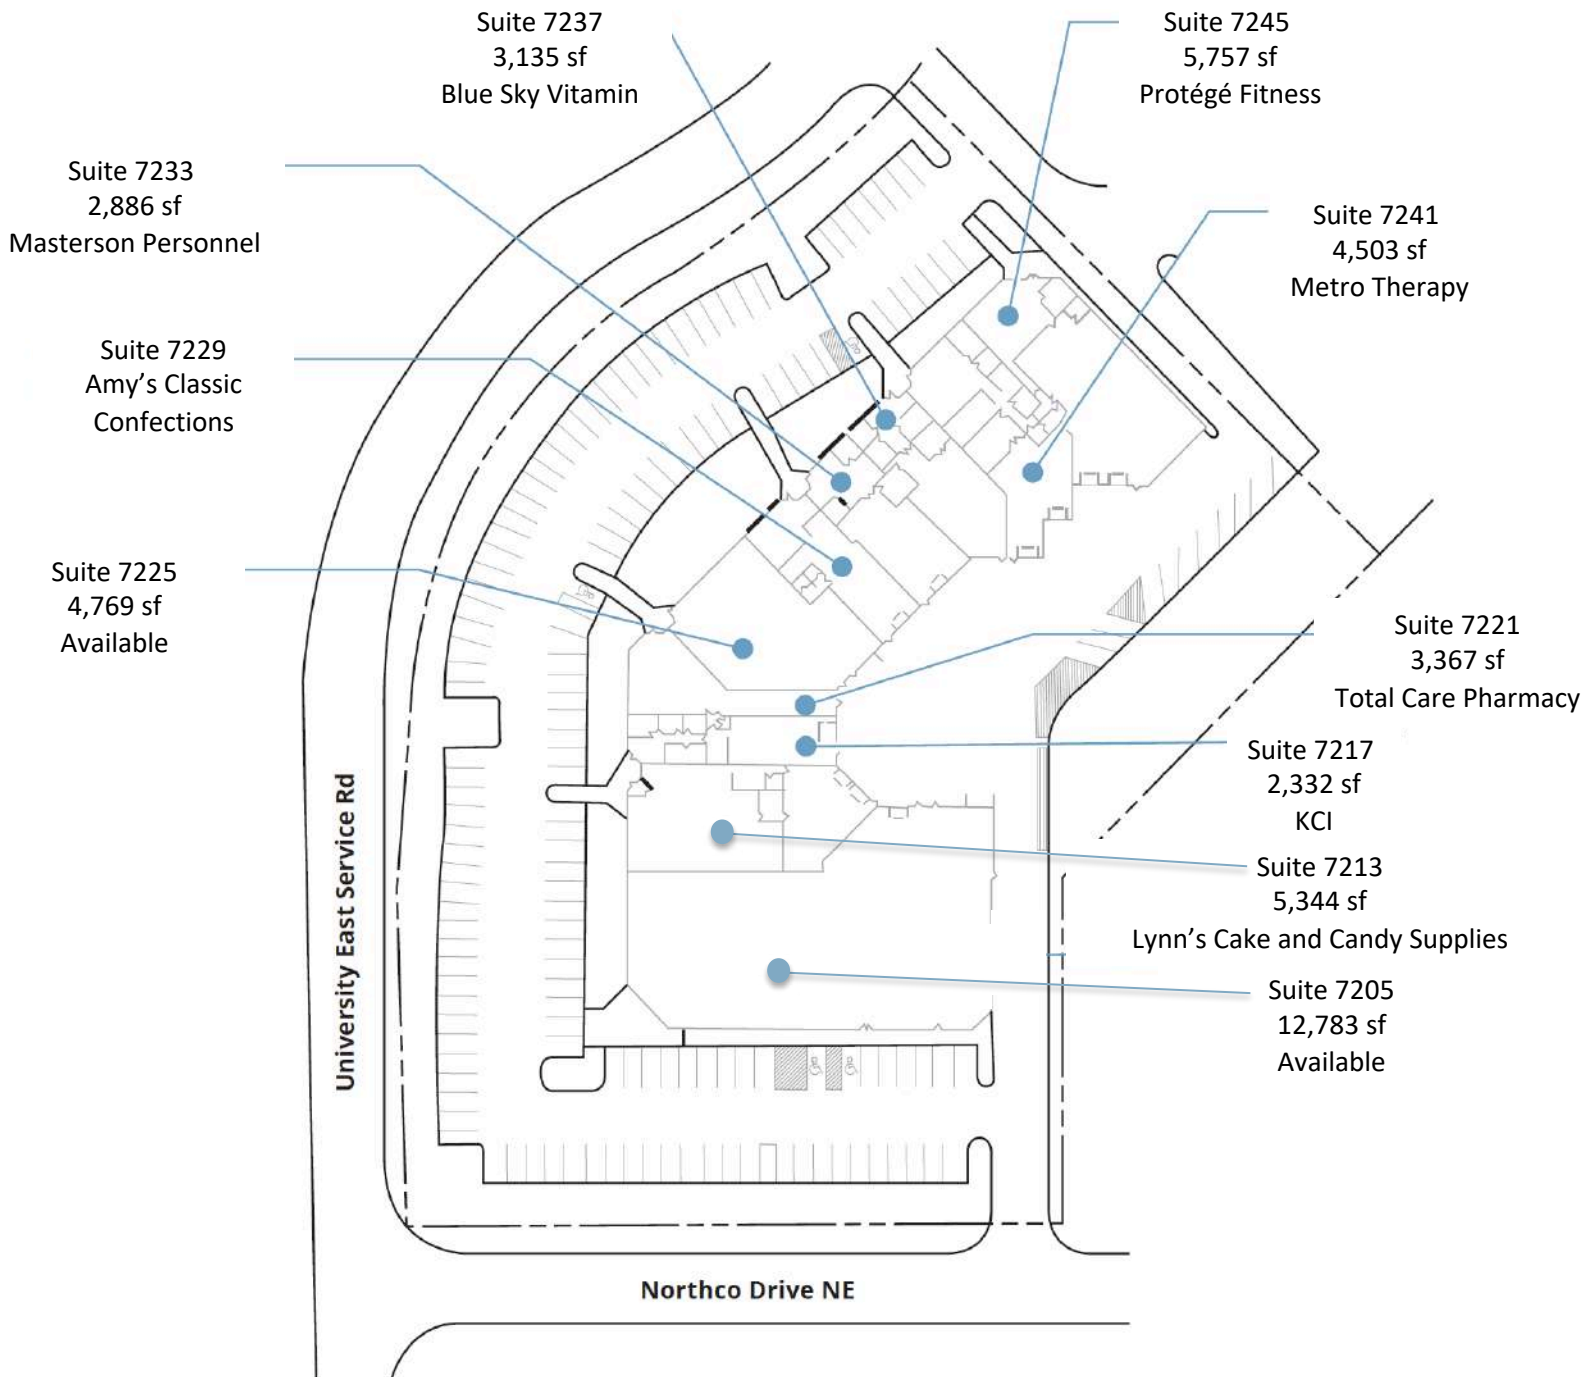 Suite 7237
3,135 sf
Blue Sky Vitamin
Suite 7245
5,757 sf
Protégé Fitness
Suite 7233
2,886 sf
Masterson Personnel
Suite 7241
4,503 sf
Metro Therapy
Suite 7229
Amy’s Classic
Confections
Suite 7225
4,769 sf
Available
Suite 7221
3,367 sf
Total Care Pharmacy
Suite 7217
2,332 sf
KCI
Suite 7213
5,344 sf
Lynn’s Cake and Candy Supplies
Suite 7205
12,783 sf
Available
University East Service Rd
Northco Drive NE